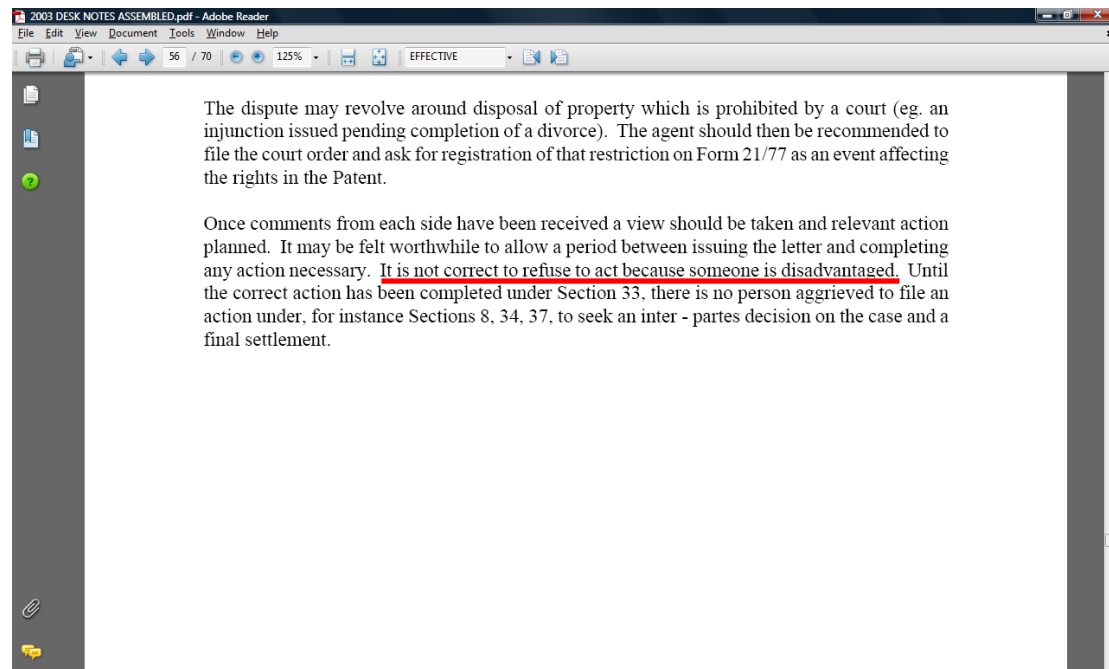 2003 DESK NOTES ASSEMBLED.pdf - Adobe Reader
File Edit View Document Tools Window Help
56 / 70 125% EFFECTIVE
The dispute may revolve around disposal of property which is prohibited by a court (eg. an
injunction issued pending completion of a divorce). The agent should then be recommended to
file the court order and ask for registration of that restriction on Form 21/77 as an event affecting
the rights in the Patent.
Once comments from each side have been received a view should be taken and relevant action
planned. It may be felt worthwhile to allow a period between issuing the letter and completing
any action necessary. It is not correct to refuse to act because someone is disadvantaged. Until
the correct action has been completed under Section 33, there is no person aggrieved to file an
action under, for instance Sections 8, 34, 37, to seek an inter - partes decision on the case and a
final settlement.